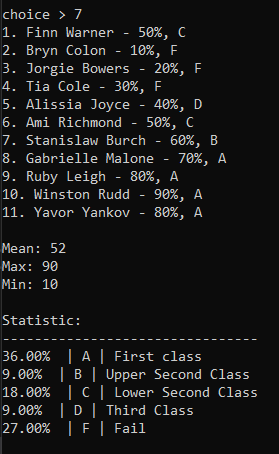 choice > 7
1. Finn Warner - 50%, C
2. Bryn Colon - 10%, F
3. Jorgie Bowers - 20%, F
4. Tia Cole - 30%, F
5. Alissia Joyce - 40%, D
6. Ami Richmond - 50%, C
7. Stanislaw Burch - 60%, B
8. Gabrielle Malone - 70%, A
9. Ruby Leigh - 80%, A
10. Winston Rudd - 90%, A
11. Yavor Yankov - 80%, A

Mean: 52
Max: 90
Min: 10

Statistic:
----------------------------------
36.00%  | A | First class
9.00%  | B | Upper Second Class
18.00%  | C | Lower Second Class
9.00%  | D | Third Class
27.00%  | F | Fail